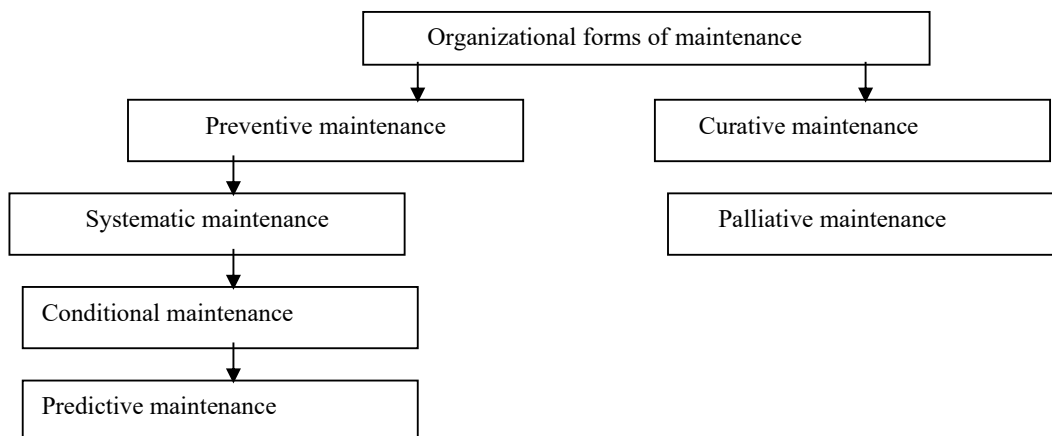 Organizational forms of maintenance
Preventive maintenance
Curative maintenance
Systematic maintenance
Palliative maintenance
Conditional maintenance
Predictive maintenance